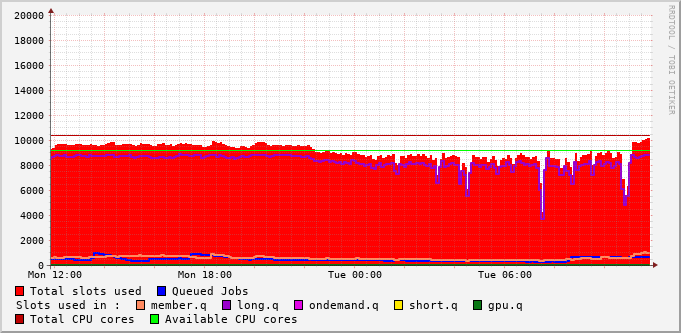 RRDTOOL / TOBI OETIKER
20000
18000
16000
14000
12000
10000
8000
6000
4000
2000
0
Mon 12:00 Mon 18:00 Tue 00:00 Tue 06:00
Total slots used Queued Jobs
Slots used in : member.q long.q ondemand.q short.q gpu.q
Total CPU cores Available CPU cores